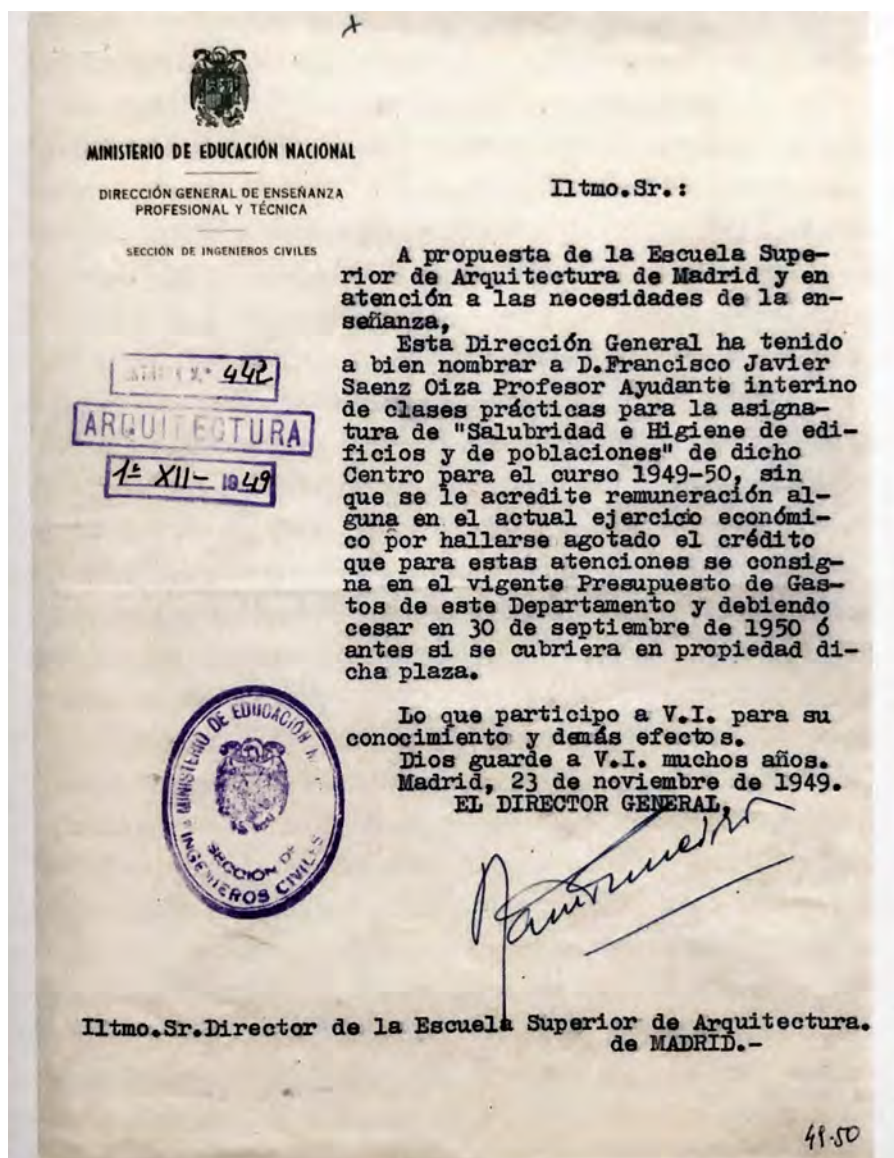 MINISTERIO DE EDUCACIÓN NACIONAL
DIRECCIÓN GENERAL DE ENSEÑANZA
PROFESIONAL Y TÉCNICA
SECCIÓN DE INGENIEROS CIVILES
Iltmo.Sr.:
A propuesta de la Escuela Supe-
rior de Arquitectura de Madrid y en
atención a las necesidades de la en-
señanza,
Esta Dirección General ha tenido
a bien nombrar a D.Francisco Javier
Saenz Oiza Profesor Ayudante interino
de clases prácticas para la asigna-
tura de "Salubridad e Higiene de edi-
ficios y de poblaciones" de dicho
Centro para el curso 1949-50, sin
que se le acredite remuneración al-
guna en el actual ejercicio económi-
co por hallarse agotado el crédito
que para estas atenciones se consig-
na en el vigente Presupuesto de Gas-
tos de este Departamento y debiendo
cesar en 30 de septiembre de 1950 ó
antes si se cubriera en propiedad di-
cha plaza.
Lo que participo a V.I. para su
conocimiento y demás efectos.
Dios guarde a V.I. muchos años.
Madrid, 23 de noviembre de 1949.
EL DIRECTOR GENERAL,
442
ARQUITECTURA
1º XII- 1949
MINISTERIO DE EDUCACIÓN N.
SECCIÓN DE
INGENIEROS CIVILES
Iltmo.Sr.Director de la Escuela Superior de Arquitectura.
de MADRID.-
49-50